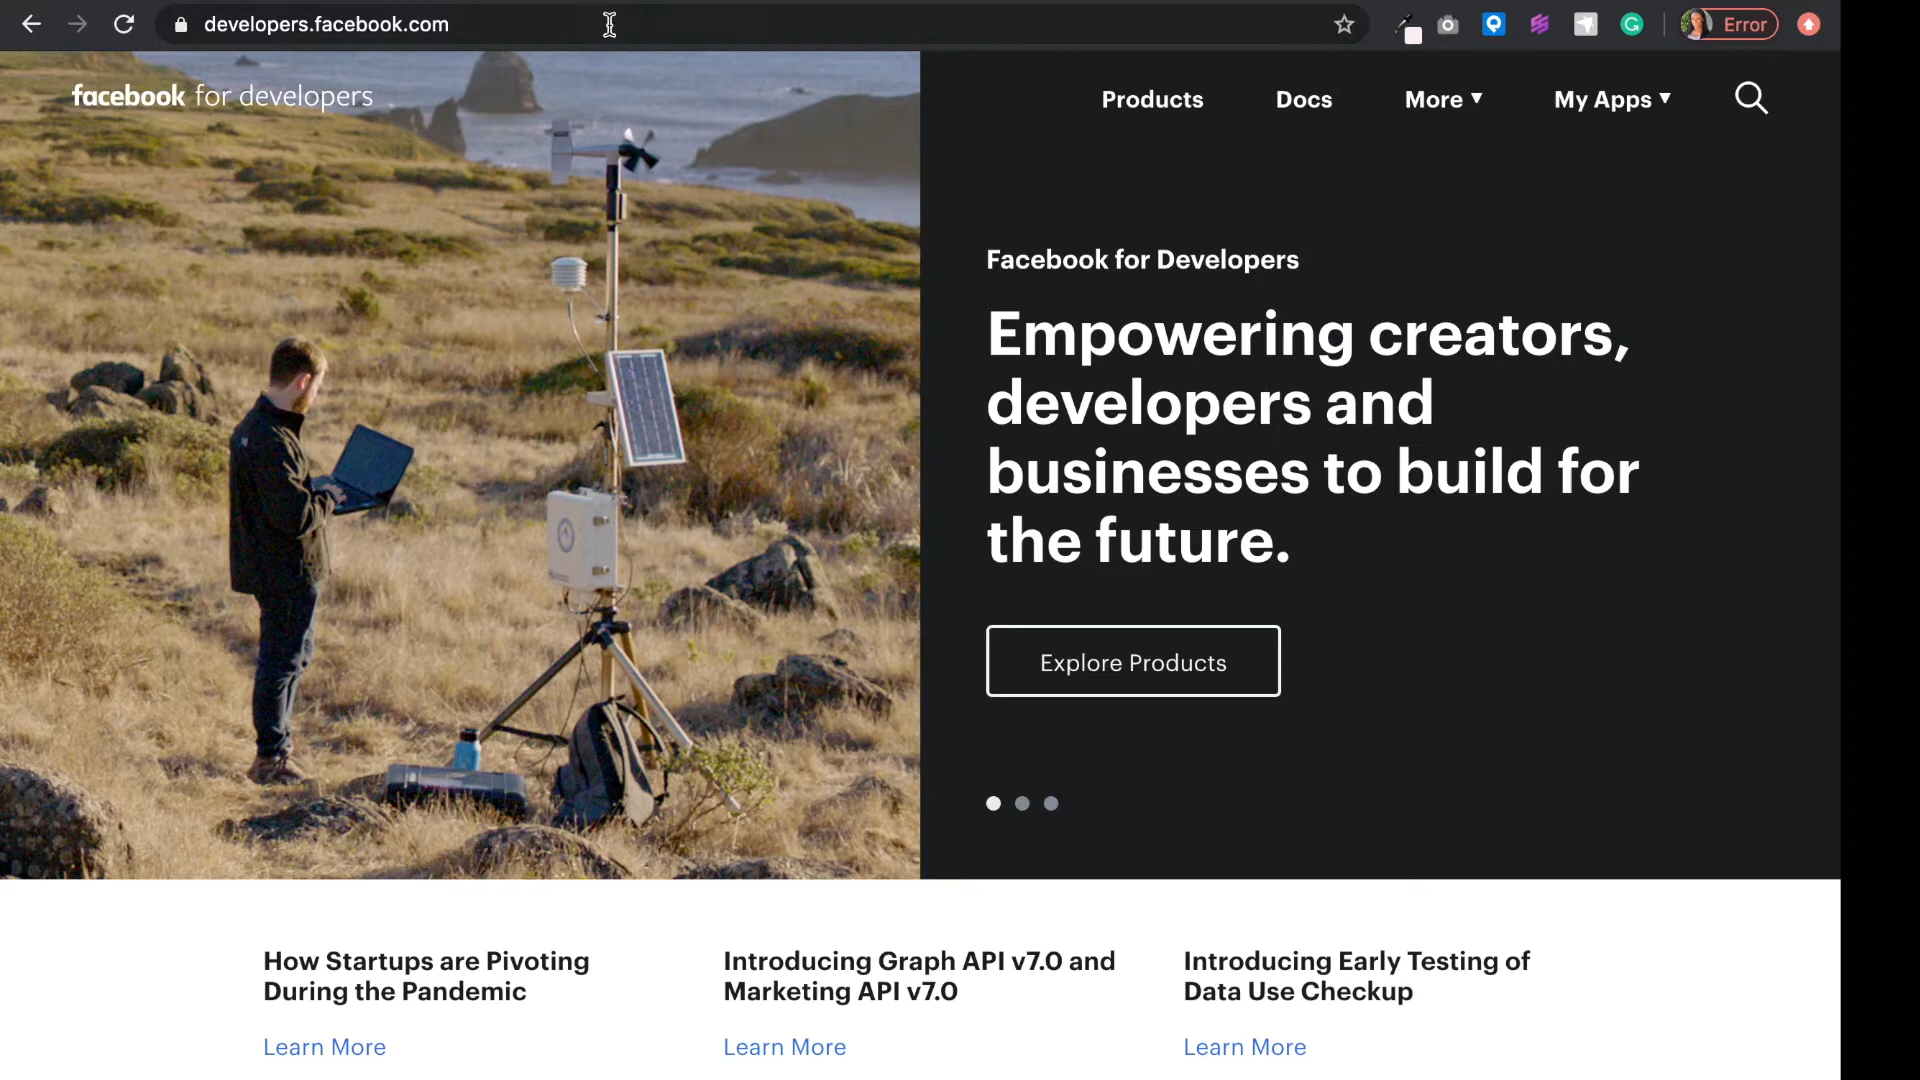 developers.facebook.com
Error
facebook for developers
Products
Docs
More
My Apps
Facebook for Developers
Empowering creators,
developers and
businesses to build for
the future.
Explore Products
How Startups are Pivoting
During the Pandemic
Learn More
Introducing Graph API v7.0 and
Marketing API v7.0
Learn More
Introducing Early Testing of
Data Use Checkup
Learn More